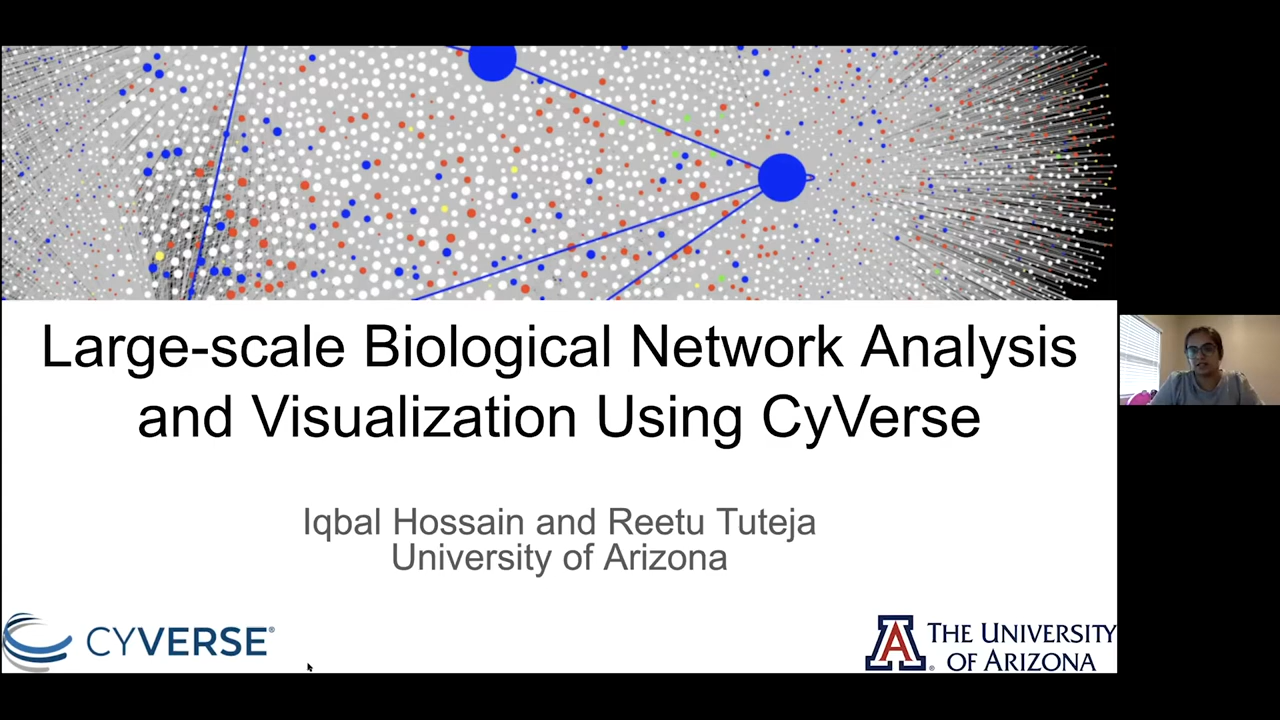 Large-scale Biological Network Analysis
and Visualization Using CyVerse
Iqbal Hossain and Reetu Tuteja
University of Arizona
CYVERSE®
A THE UNIVERSITY
OF ARIZONA